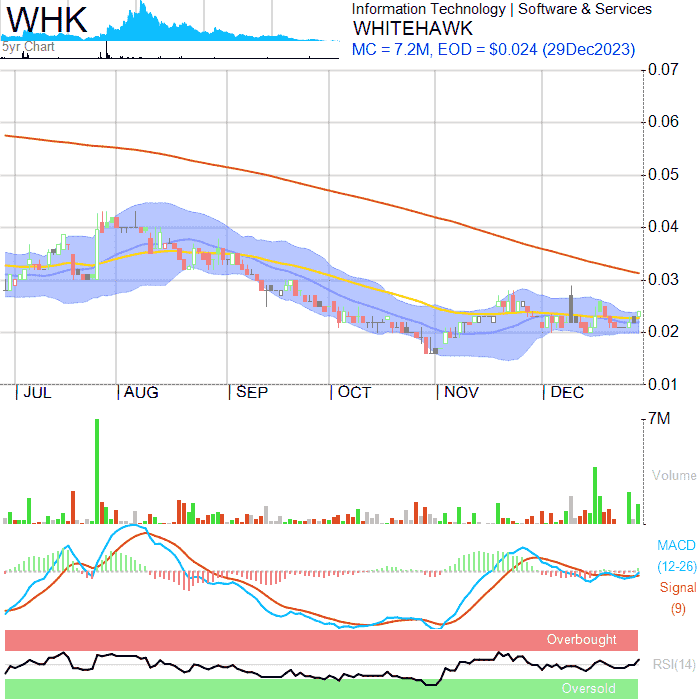 WHK
5yr Chart
Information Technology | Software & Services
WHITEHAWK
MC = 7.2M, EOD = $0.024 (29Dec2023)
0.07
0.06
0.05
0.04
0.03
0.02
0.01
JUL AUG SEP OCT NOV DEC
7M
Volume
MACD
(12-26)
Signal
(9)
Overbought
RSI(14)
Oversold